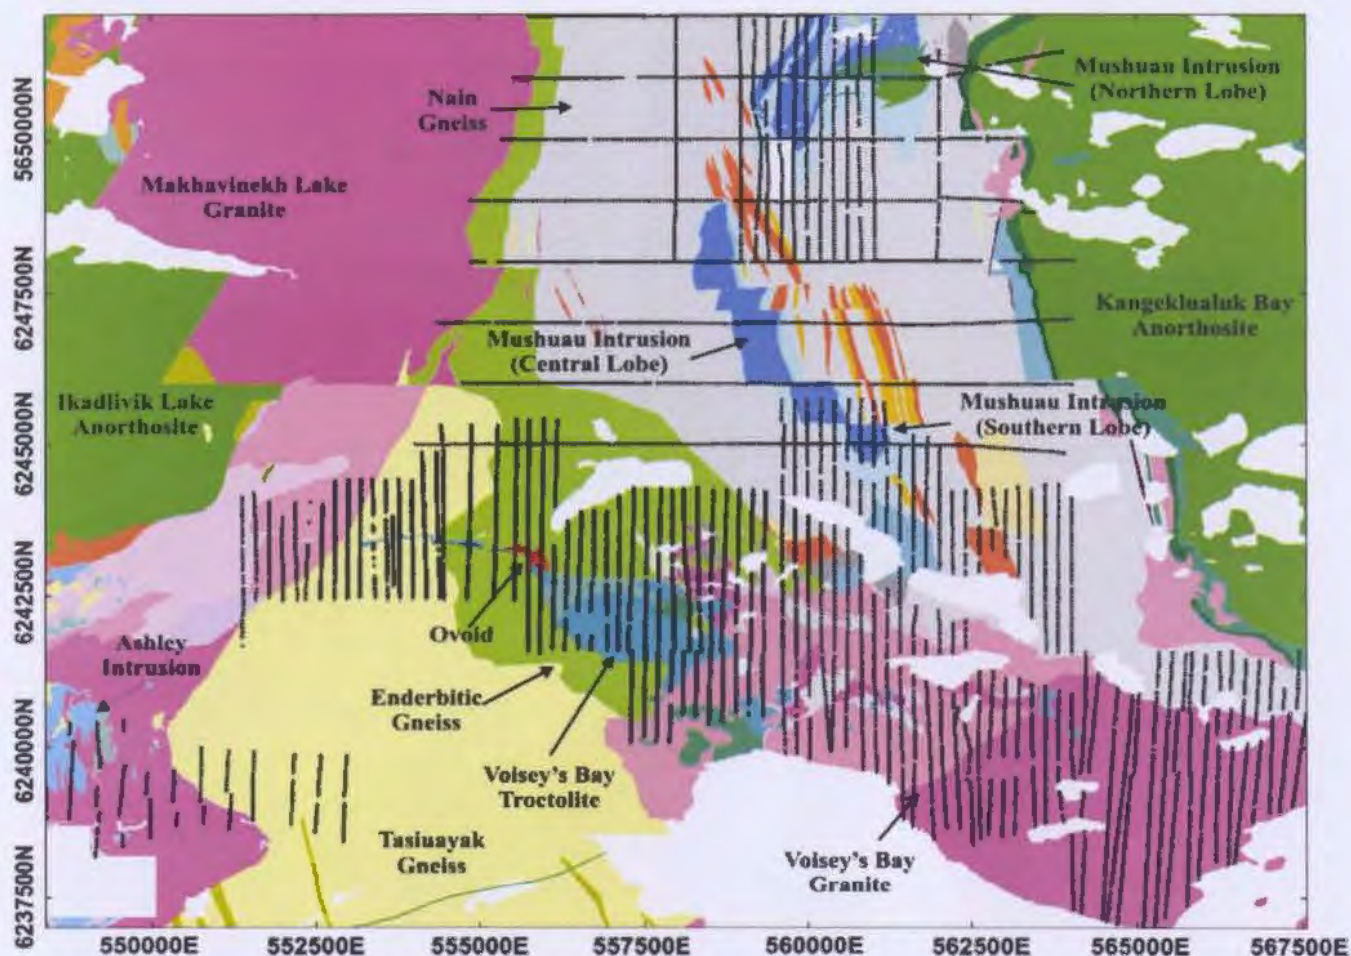 Nain
Gneiss
Mushuau Intrusion
(Northern Lobe)
Makhavinekh Lake
Granite
Kangeklualuk Bay
Anorthosite
Mushuau Intrusion
(Central Lobe)
Ikadlivik Lake
Anorthosite
Mushuau Intrusion
(Southern Lobe)
Ovoid
Ashley
Intrusion
Enderbitic
Gneiss
Voisey's Bay
Troctolite
Tasiuayak
Gneiss
Voisey's Bay
Granite
5650000N
6247500N
6245000N
6242500N
6240000N
6237500N
550000E
552500E
555000E
557500E
560000E
562500E
565000E
567500E